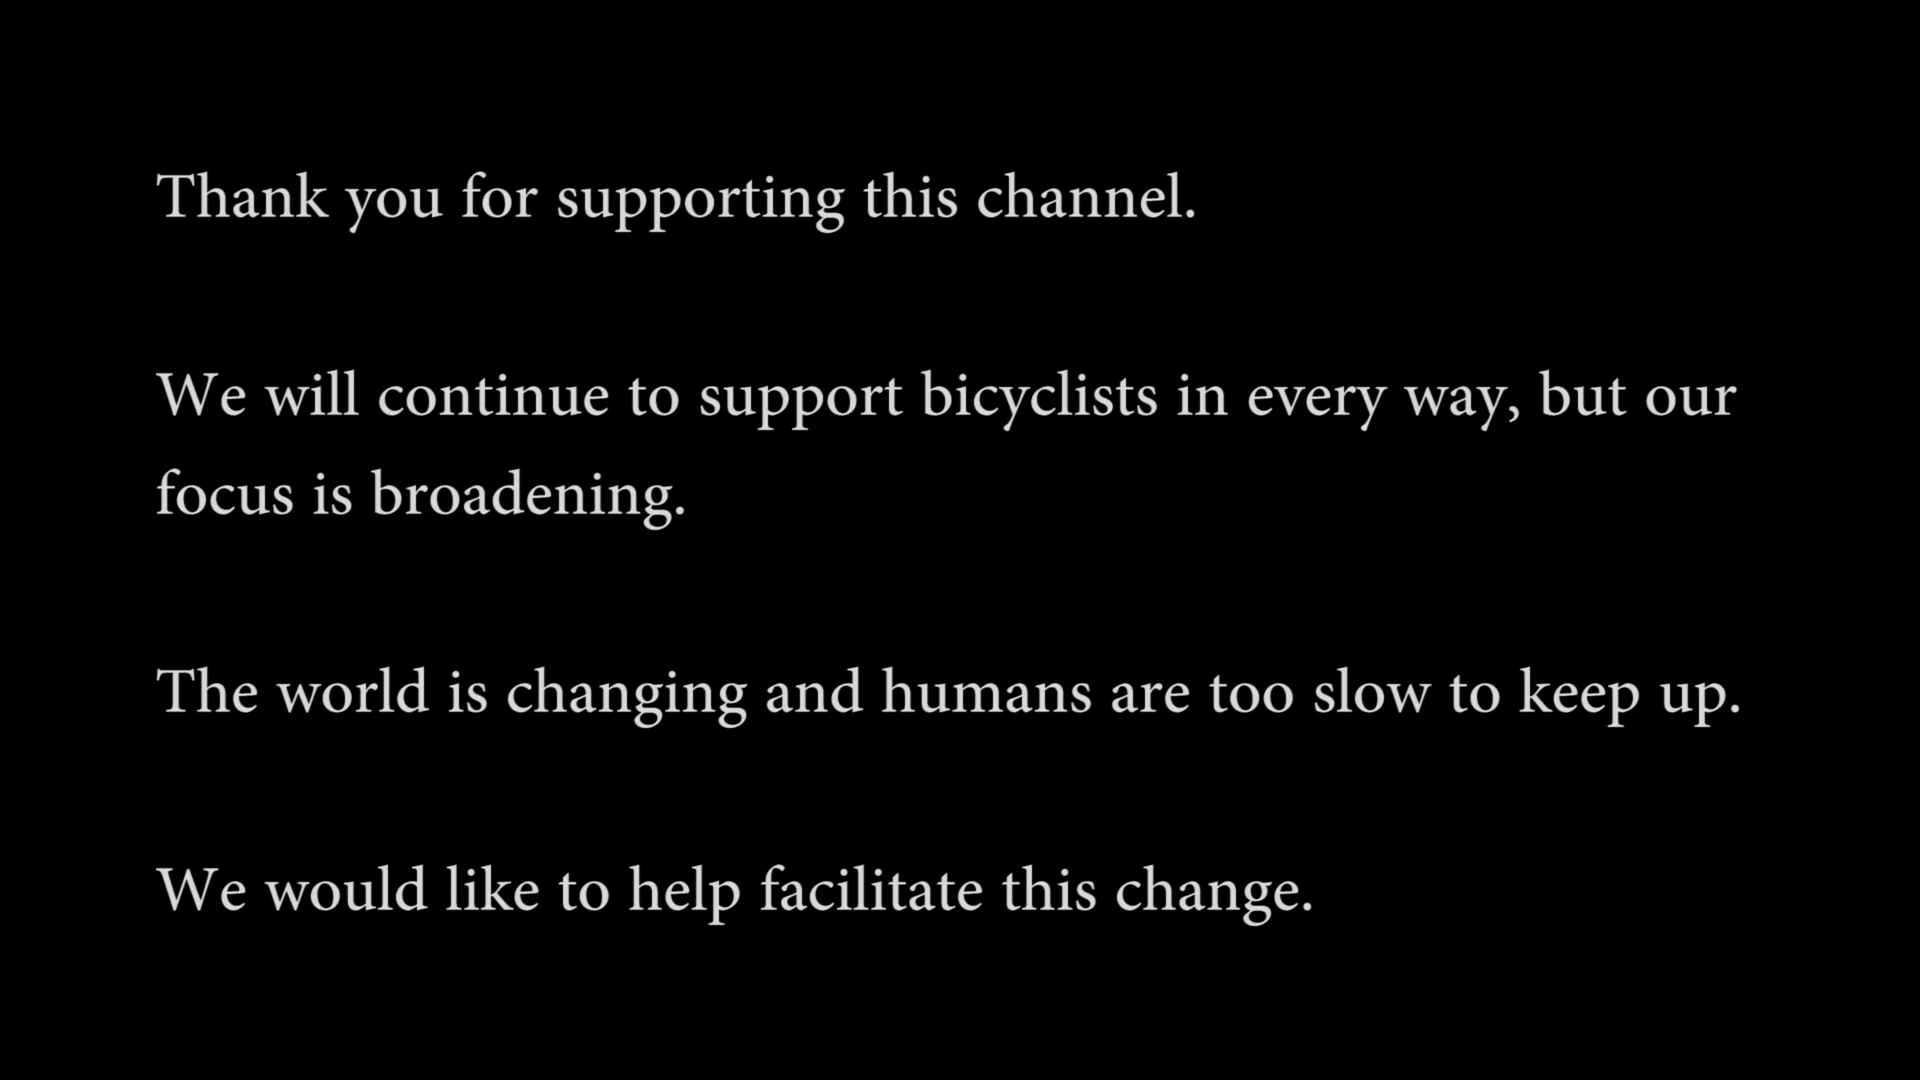 Thank you for supporting this channel.
We will continue to support bicyclists in every way, but our
focus is broadening.
The world is changing and humans are too slow to keep up.
We would like to help facilitate this change.